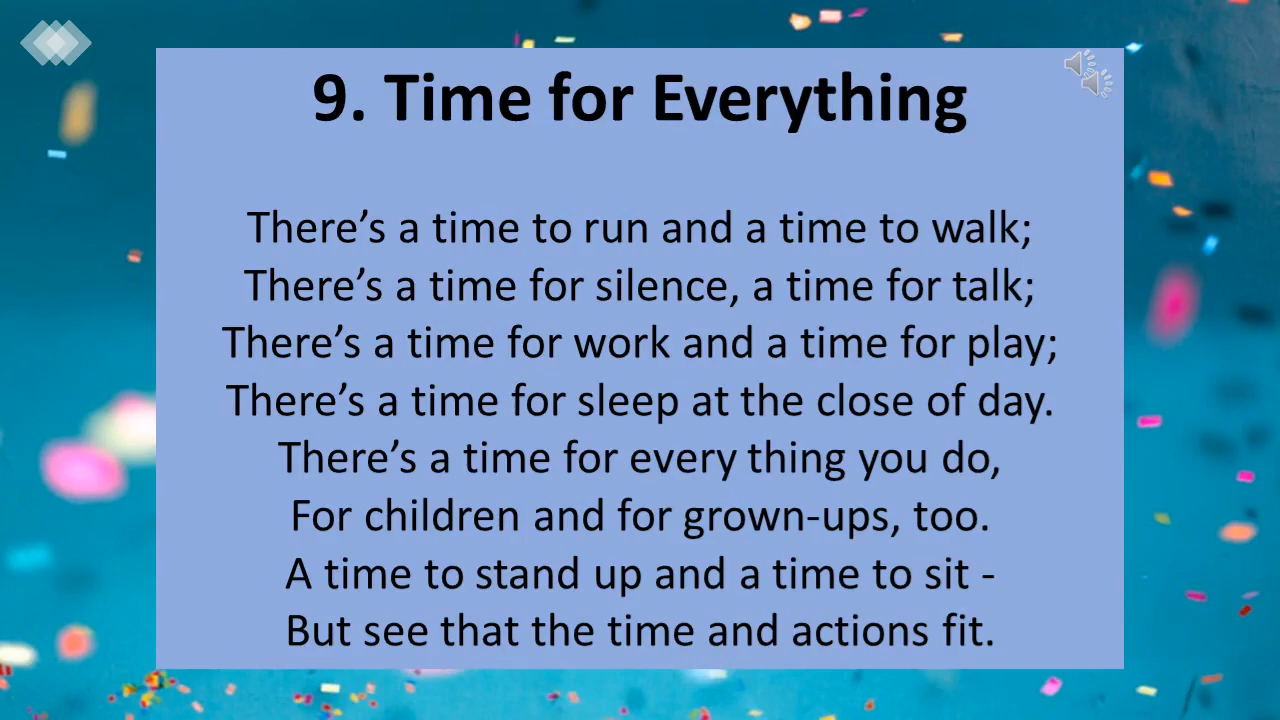 9. Time for Everything
There’s a time to run and a time to walk;
There’s a time for silence, a time for talk;
There’s a time for work and a time for play;
There’s a time for sleep at the close of day.
There’s a time for every thing you do,
For children and for grown-ups, too.
A time to stand up and a time to sit -
But see that the time and actions fit.